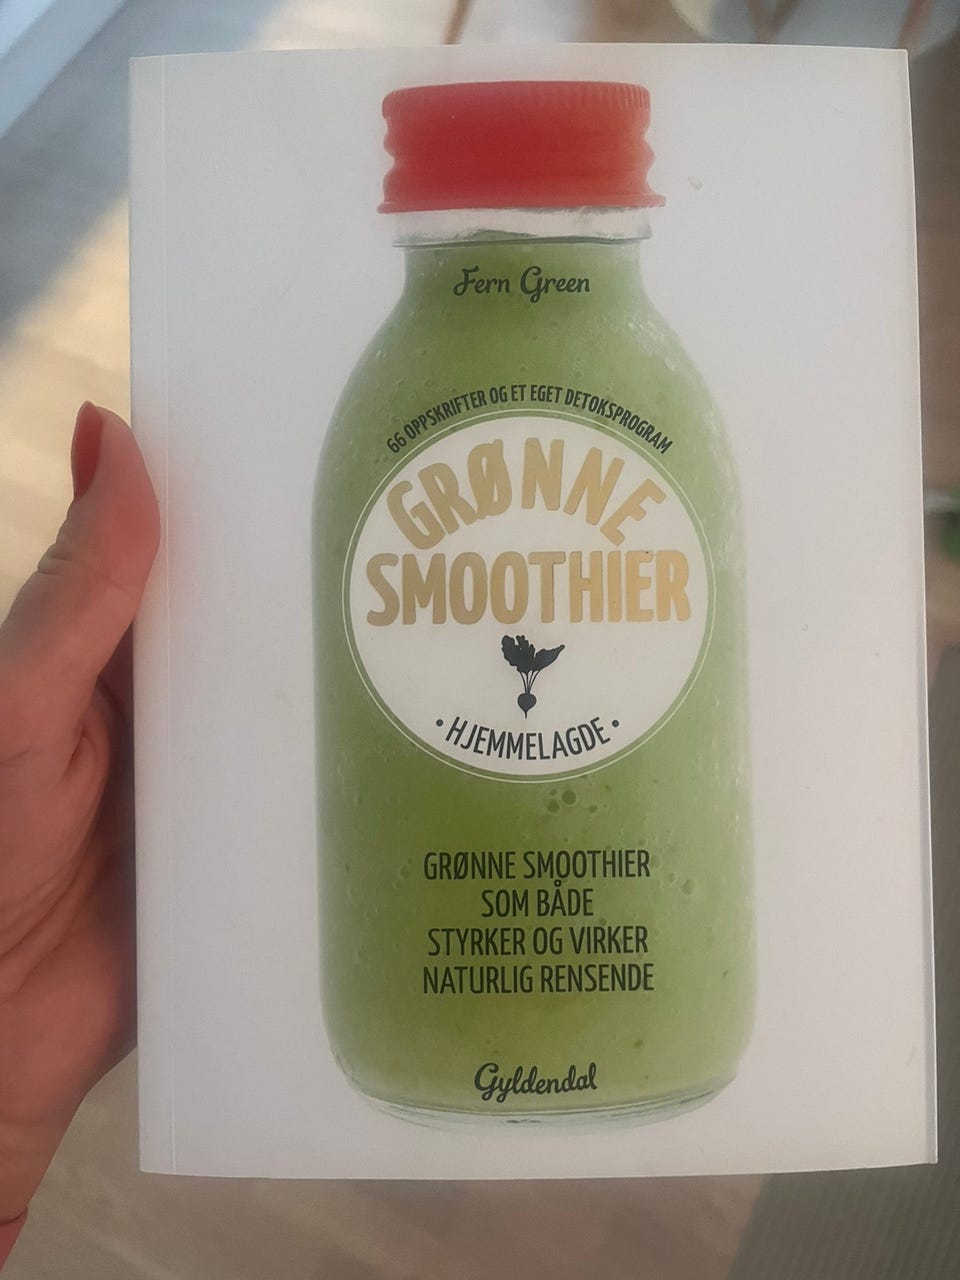 Fern Green
66 OPPSKRIFTER OG ET EGET DETOKSPROGRAM
GRØNNE
SMOOTHIER
• HJEMMELAGDE •
GRØNNE SMOOTHIER
SOM BÅDE
STYRKER OG VIRKER
NATURLIG RENSENDE
Gyldendal